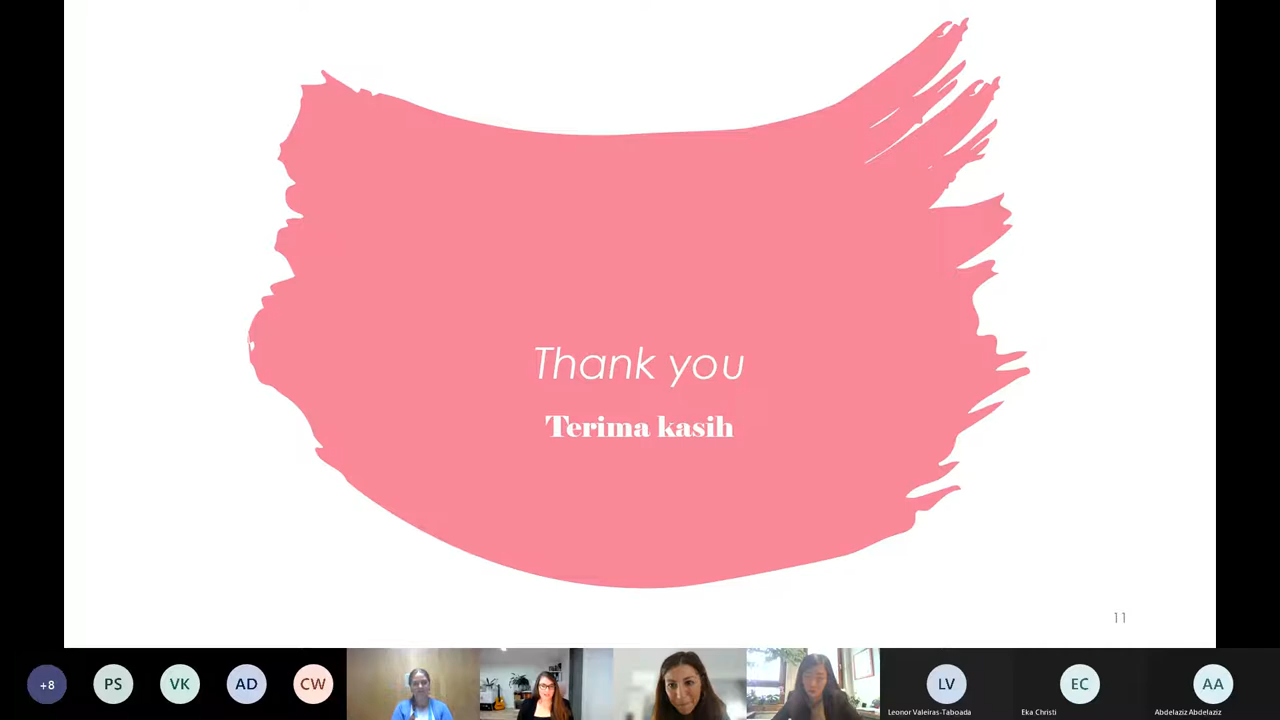 Thank you
Terima kasih
11
+8
PS
VK
AD
CW
LV
Leonor Valeiras-Taboada
EC
Eka Christi
AA
Abdelaziz Abdelaziz